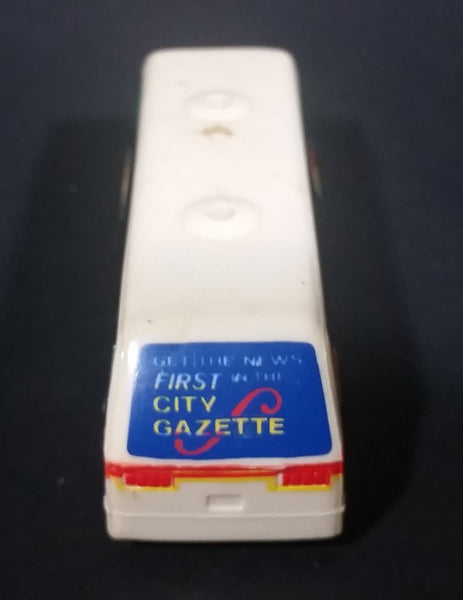 GET THE NEWS
FIRST IN THE
CITY
GAZETTE